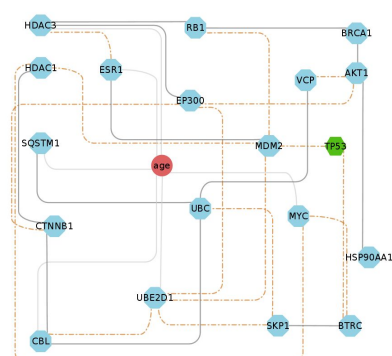 HDAC3
RB1
BRCA1
HDAC1
ESR1
VCP
AKT1
EP300
SQSTM1
MDM2
TP53
age
UBC
MYC
CTNNB1
HSP90AA1
UBE2D1
SKP1
BTRC
CBL